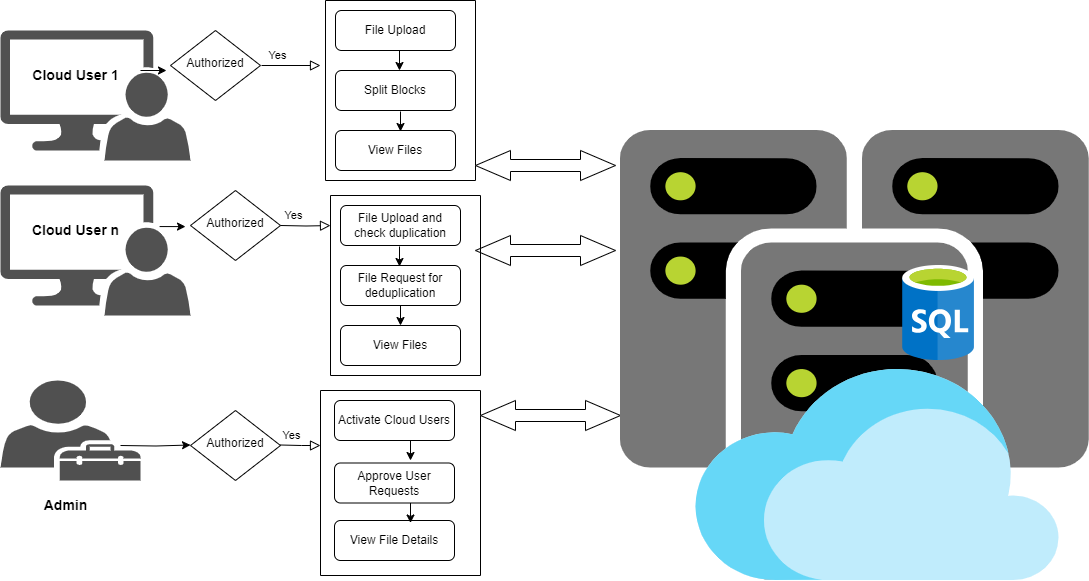 Cloud User 1
Authorized
Yes
File Upload
Split Blocks
View Files
Cloud User n
Authorized
Yes
File Upload and
check duplication
File Request for
deduplication
View Files
Admin
Authorized
Yes
Activate Cloud Users
Approve User
Requests
View File Details
SQL